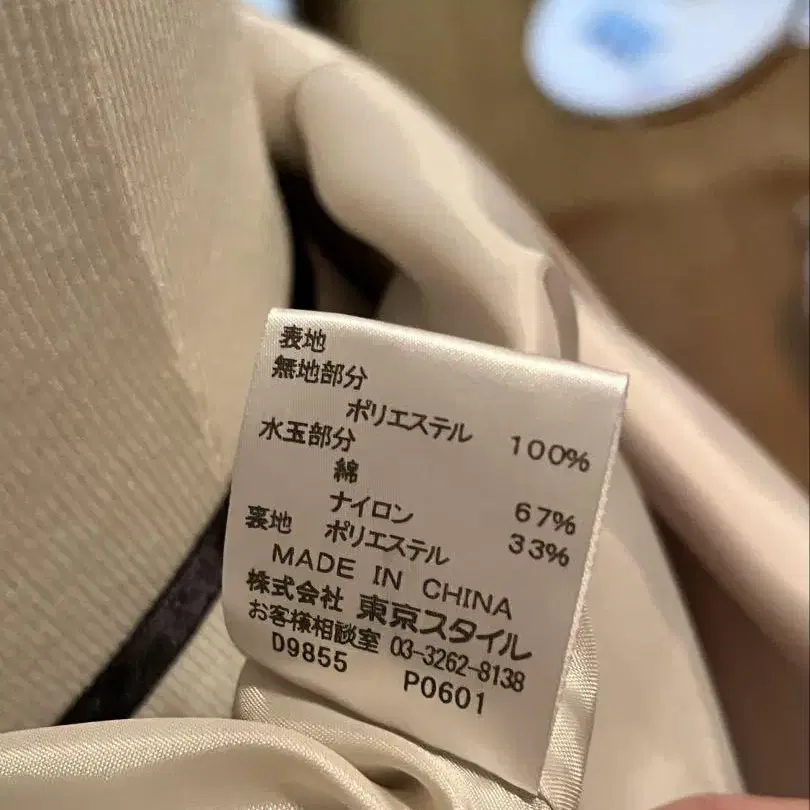 表地
無地部分
ポリエステル 100%
水玉部分
綿 67%
ナイロン 33%
裏地 ポリエステル
MADE IN CHINA
株式会社 東京スタイル
お客様相談室 03-3262-8138
D9855 P0601